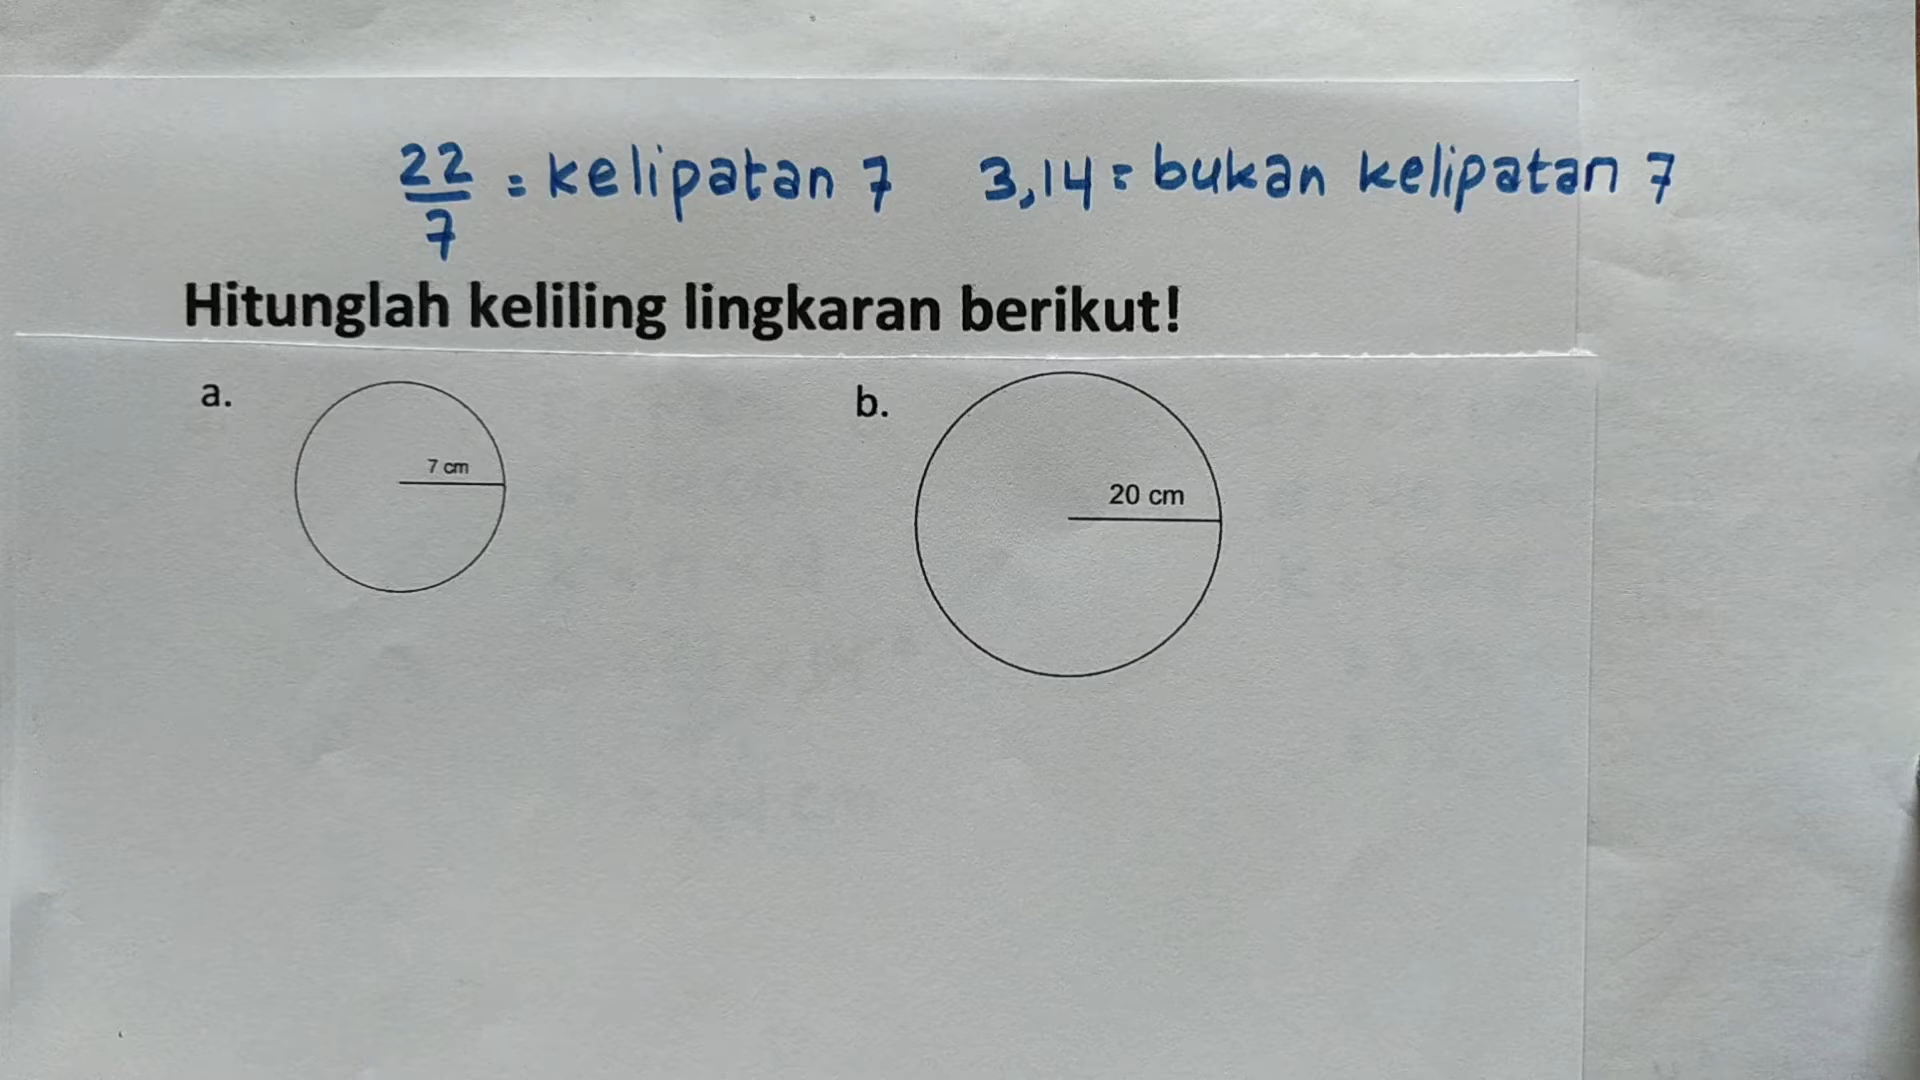 22/7 = kelipatan 7 3,14 = bukan kelipatan 7
Hitunglah keliling lingkaran berikut!
a. b.
7 cm 20 cm